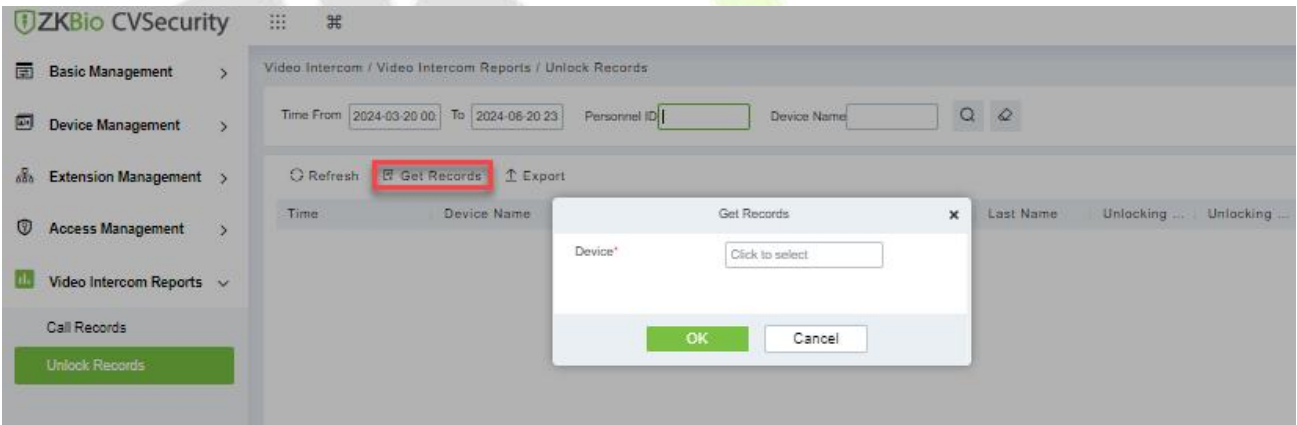 ZKBio CVSecurity
Basic Management
Device Management
Extension Management
Access Management
Video Intercom Reports
Call Records
Unlock Records
Video Intercom / Video Intercom Reports / Unlock Records
Time From 2024-03-20 00: To 2024-06-20 23 Personnel ID Device Name
Refresh Get Records Export
Time Device Name Last Name Unlocking ... Unlocking ...
Get Records
Device* Click to select
OK Cancel